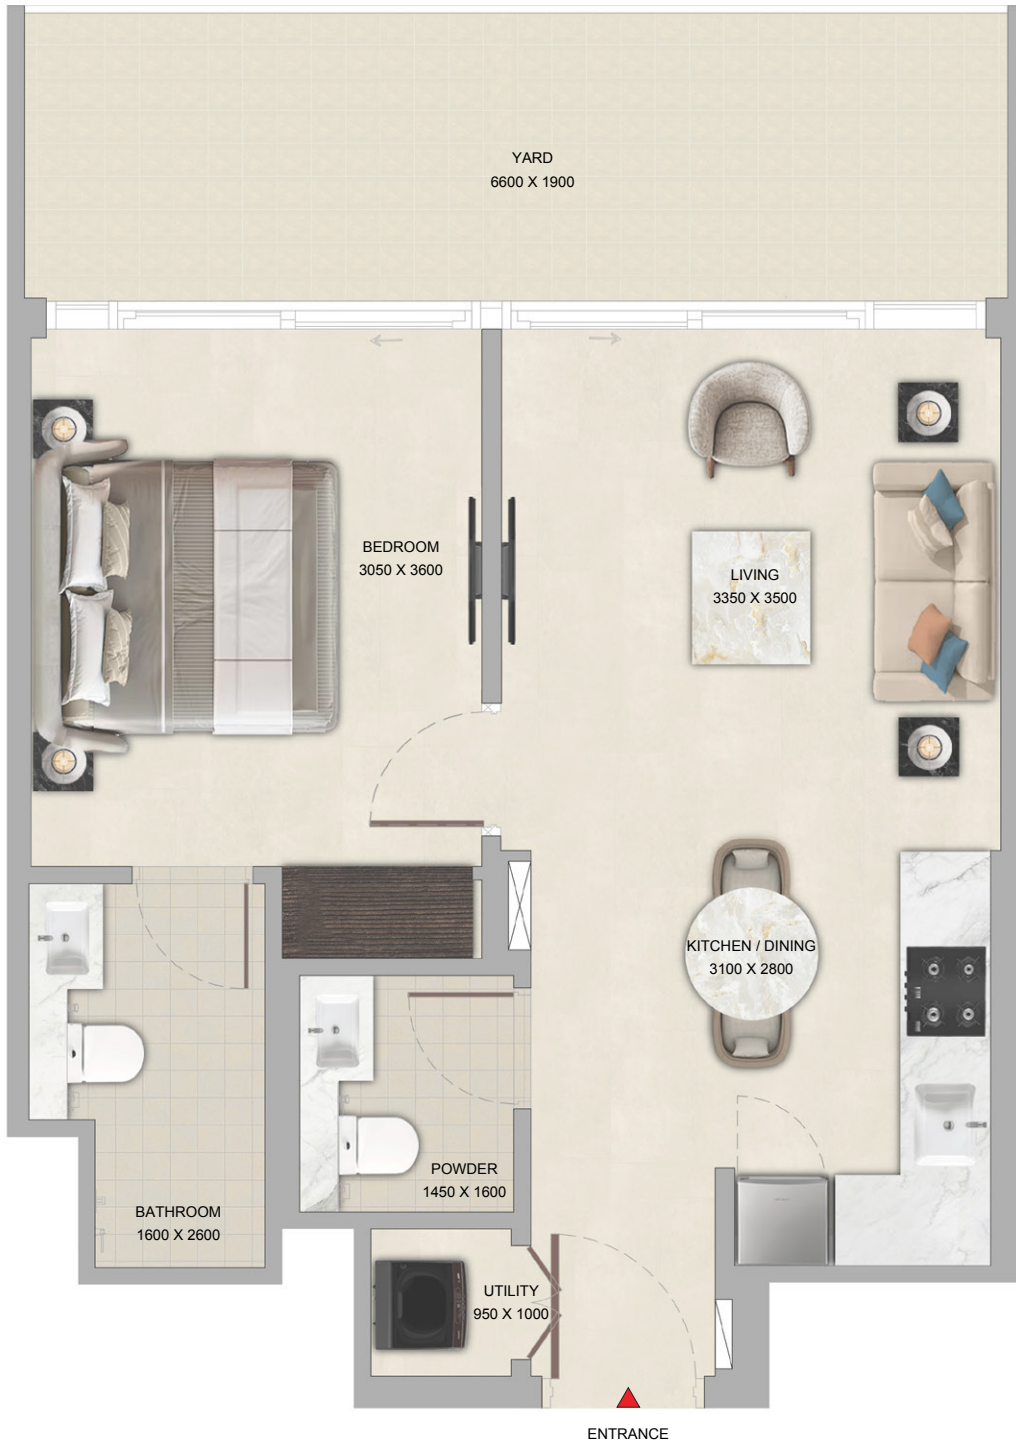 YARD
6600 X 1900
BEDROOM
3050 X 3600
LIVING
3350 X 3500
KITCHEN / DINING
3100 X 2800
POWDER
1450 X 1600
BATHROOM
1600 X 2600
UTILITY
950 X 1000
ENTRANCE